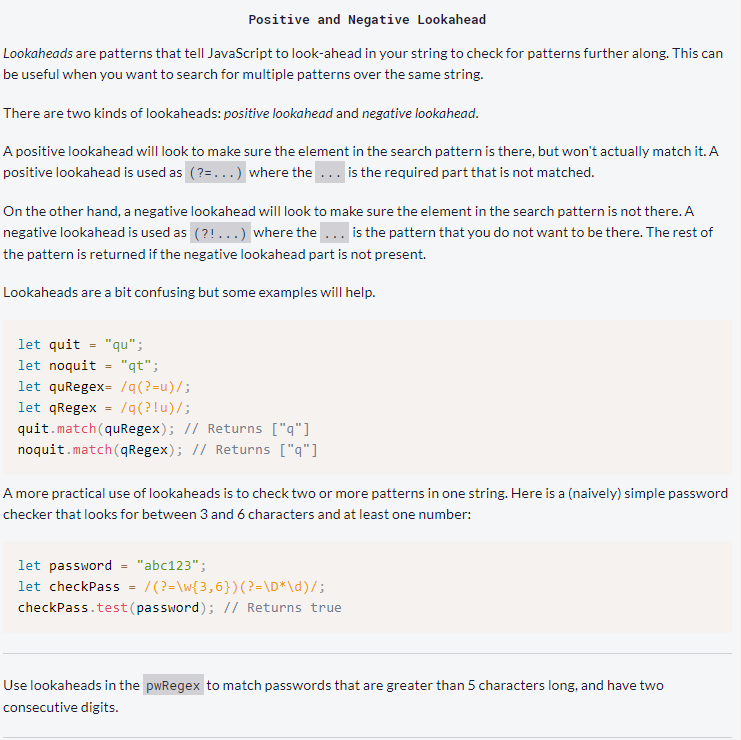 Positive and Negative Lookahead
Lookaheads are patterns that tell JavaScript to look-ahead in your string to check for patterns further along. This can
be useful when you want to search for multiple patterns over the same string.
There are two kinds of lookaheads: positive lookahead and negative lookahead.
A positive lookahead will look to make sure the element in the search pattern is there, but won't actually match it. A
positive lookahead is used as (?=...) where the ... is the required part that is not matched.
On the other hand, a negative lookahead will look to make sure the element in the search pattern is not there. A
negative lookahead is used as (?!...) where the ... is the pattern that you do not want to be there. The rest of
the pattern is returned if the negative lookahead part is not present.
Lookaheads are a bit confusing but some examples will help.
let quit = "qu";
let noquit = "qt";
let quRegex= /q(?=u)/;
let qRegex = /q(?!u)/;
quit.match(quRegex); // Returns ["q"]
noquit.match(qRegex); // Returns ["q"]
A more practical use of lookaheads is to check two or more patterns in one string. Here is a (naively) simple password
checker that looks for between 3 and 6 characters and at least one number:
let password = "abc123";
let checkPass = /(?=\w{3,6})(?=\D*\d)/;
checkPass.test(password); // Returns true
Use lookaheads in the pwRegex to match passwords that are greater than 5 characters long, and have two
consecutive digits.